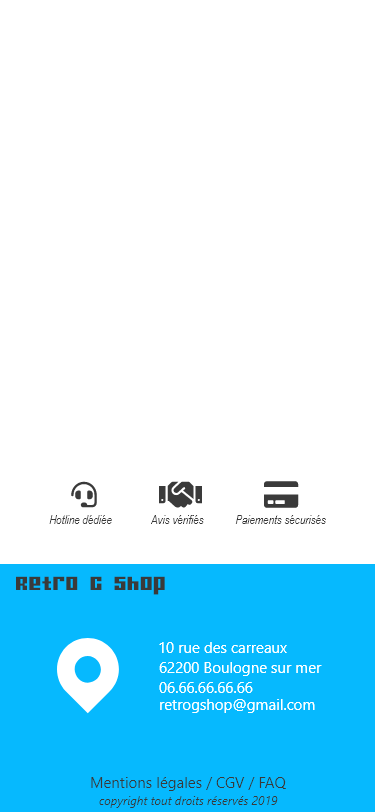 Hotline dédiée Avis vérifiés Paiements sécurisés
Retro G Shop
10 rue des carreaux
62200 Boulogne sur mer
06.66.66.66.66
retrogshop@gmail.com
Mentions légales / CGV / FAQ
copyright tout droits réservés 2019